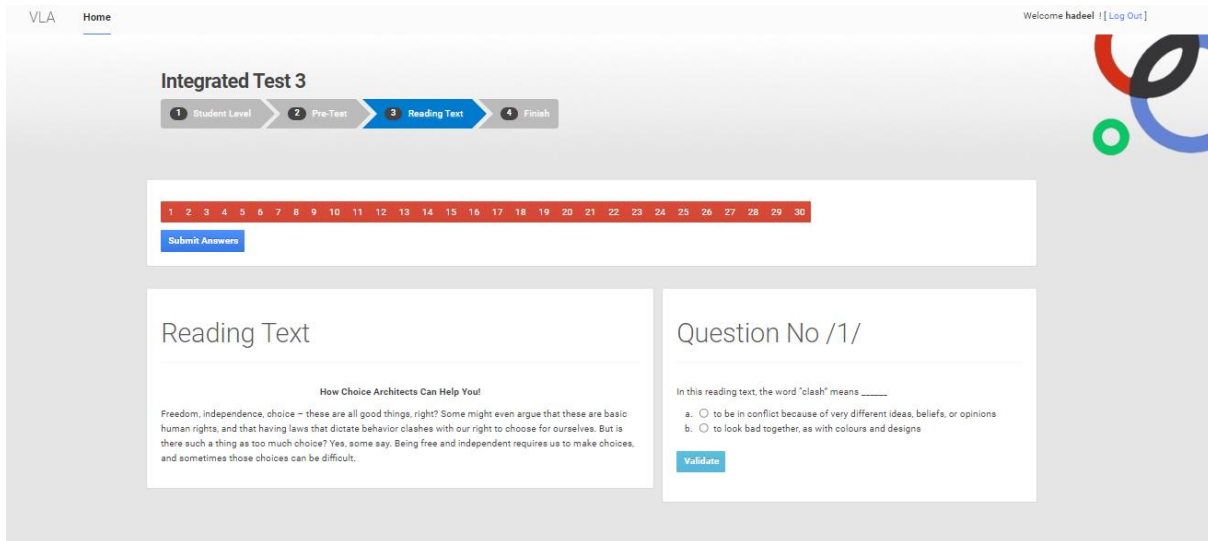 VLA Home Welcome hadeel ! [ Log Out ]
Integrated Test 3
1 Student Level 2 Pre-Test 3 Reading Text 4 Finish
1 2 3 4 5 6 7 8 9 10 11 12 13 14 15 16 17 18 19 20 21 22 23 24 25 26 27 28 29 30
Submit Answers
Reading Text
How Choice Architects Can Help You!
Freedom, independence, choice – these are all good things, right? Some might even argue that these are basic
human rights, and that having laws that dictate behavior clashes with our right to choose for ourselves. But is
there such a thing as too much choice? Yes, some say. Being free and independent requires us to make choices,
and sometimes those choices can be difficult.
Question No /1/
In this reading text, the word "clash" means ______
a. to be in conflict because of very different ideas, beliefs, or opinions
b. to look bad together, as with colours and designs
Validate